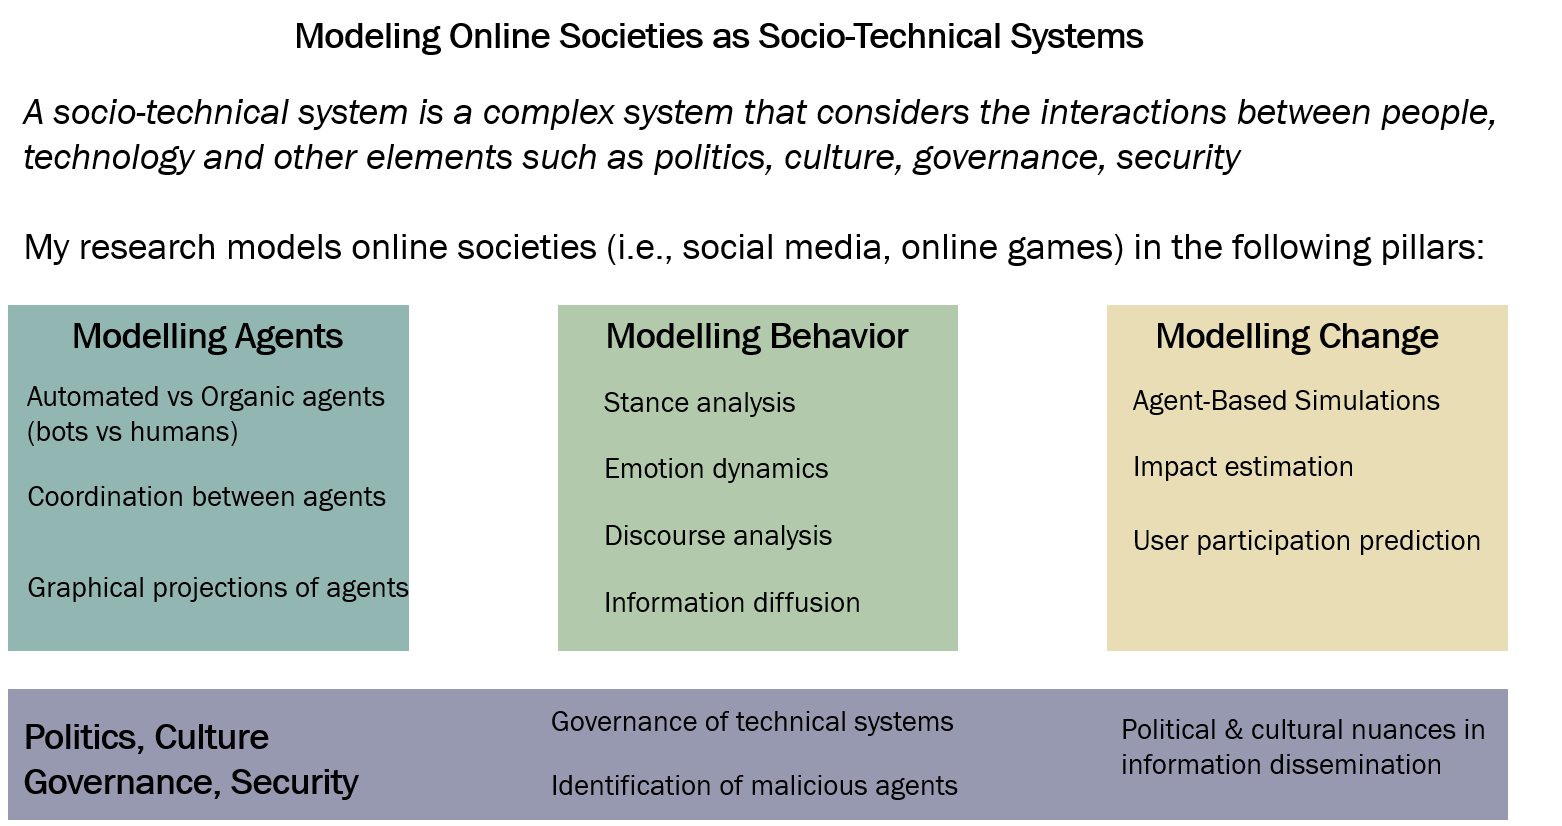 Modeling Online Societies as Socio-Technical Systems
A socio-technical system is a complex system that considers the interactions between people,
technology and other elements such as politics, culture, governance, security
My research models online societies (i.e., social media, online games) in the following pillars:
Modelling Agents
Automated vs Organic agents
(bots vs humans)
Coordination between agents
Graphical projections of agents
Modelling Behavior
Stance analysis
Emotion dynamics
Discourse analysis
Information diffusion
Modelling Change
Agent-Based Simulations
Impact estimation
User participation prediction
Politics, Culture
Governance, Security
Governance of technical systems
Identification of malicious agents
Political & cultural nuances in
information dissemination